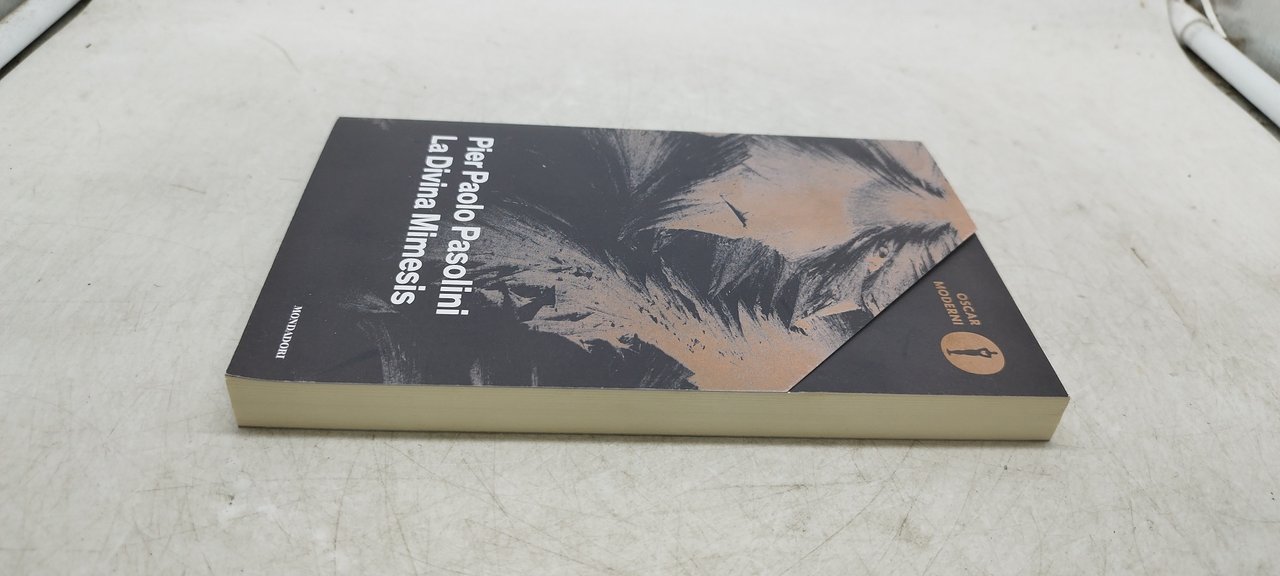 Pier Paolo Pasolini
La Divina Mimesis
OSCAR
MODERNI
MONDADORI